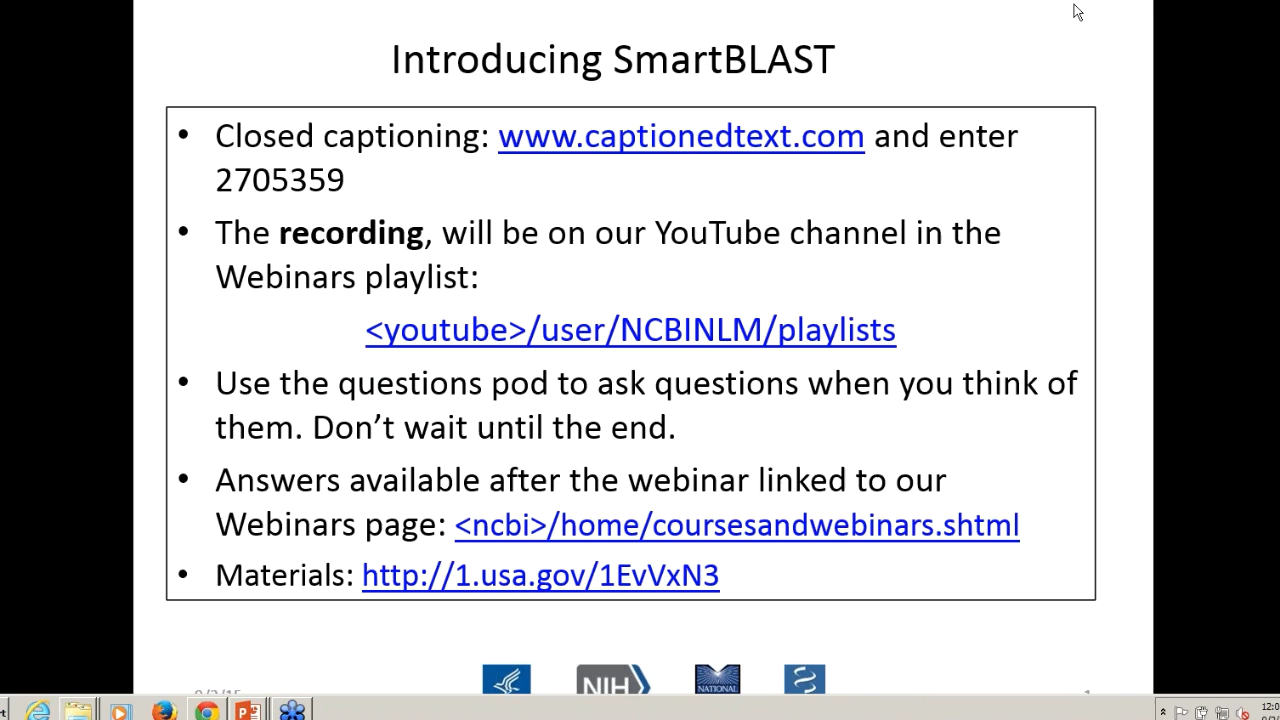 Introducing SmartBLAST
• Closed captioning: www.captionedtext.com and enter
2705359
• The recording, will be on our YouTube channel in the
Webinars playlist:
<youtube>/user/NCBINLM/playlists
• Use the questions pod to ask questions when you think of
them. Don’t wait until the end.
• Answers available after the webinar linked to our
Webinars page: <ncbi>/home/coursesandwebinars.shtml
• Materials: http://1.usa.gov/1EvVxN3
NIH
NATIONAL